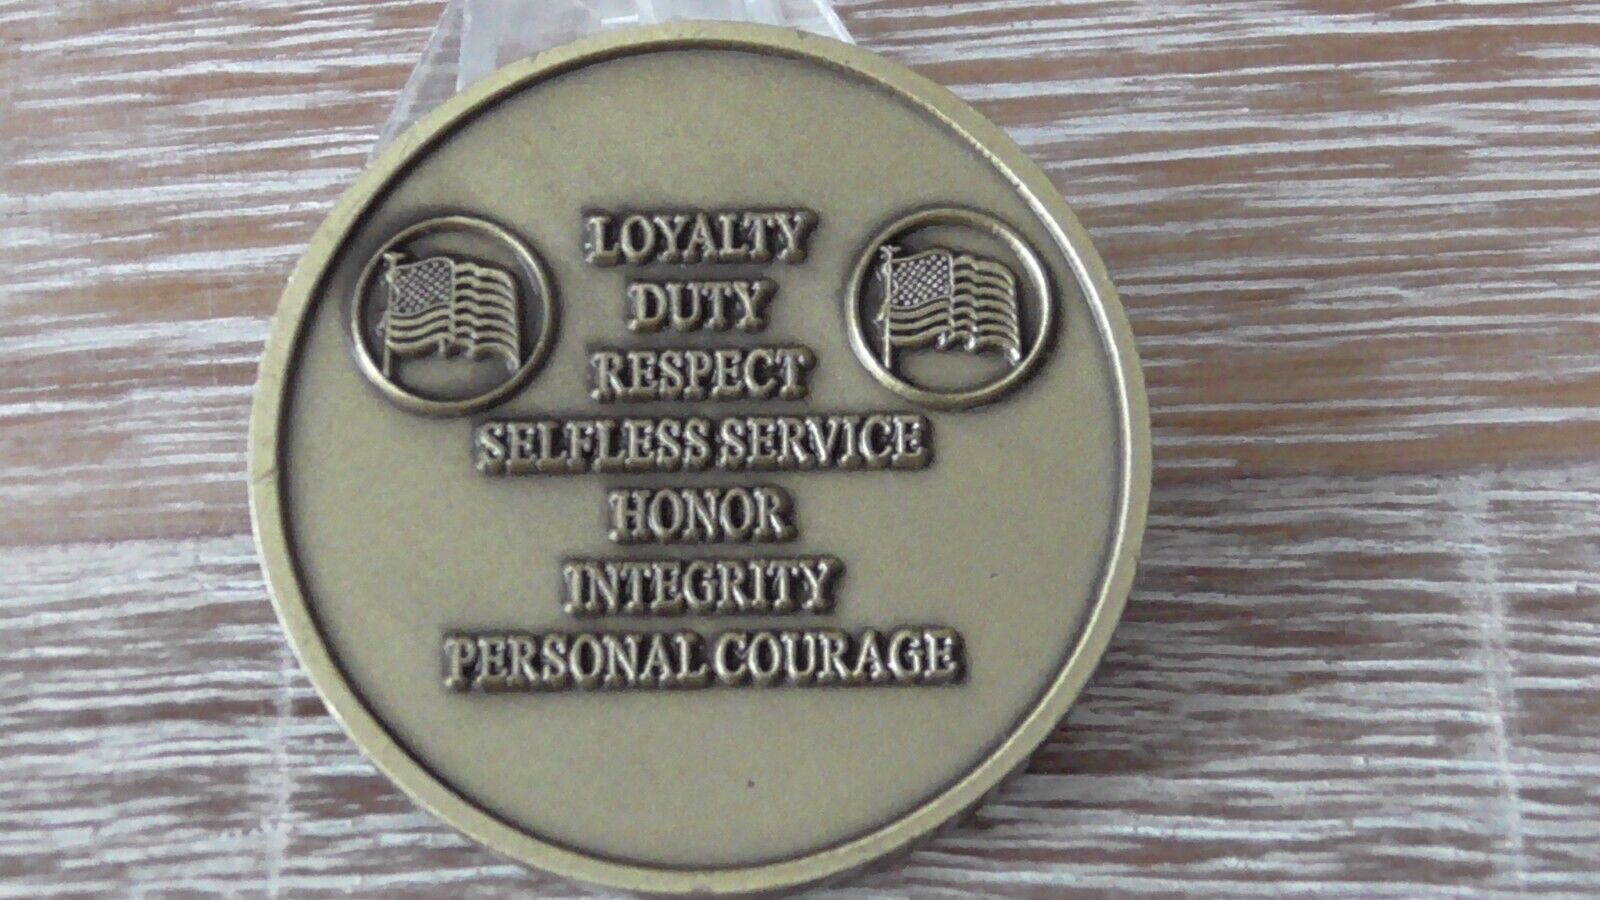 LOYALTY
DUTY
RESPECT
SELFLESS SERVICE
HONOR
INTEGRITY
PERSONAL COURAGE